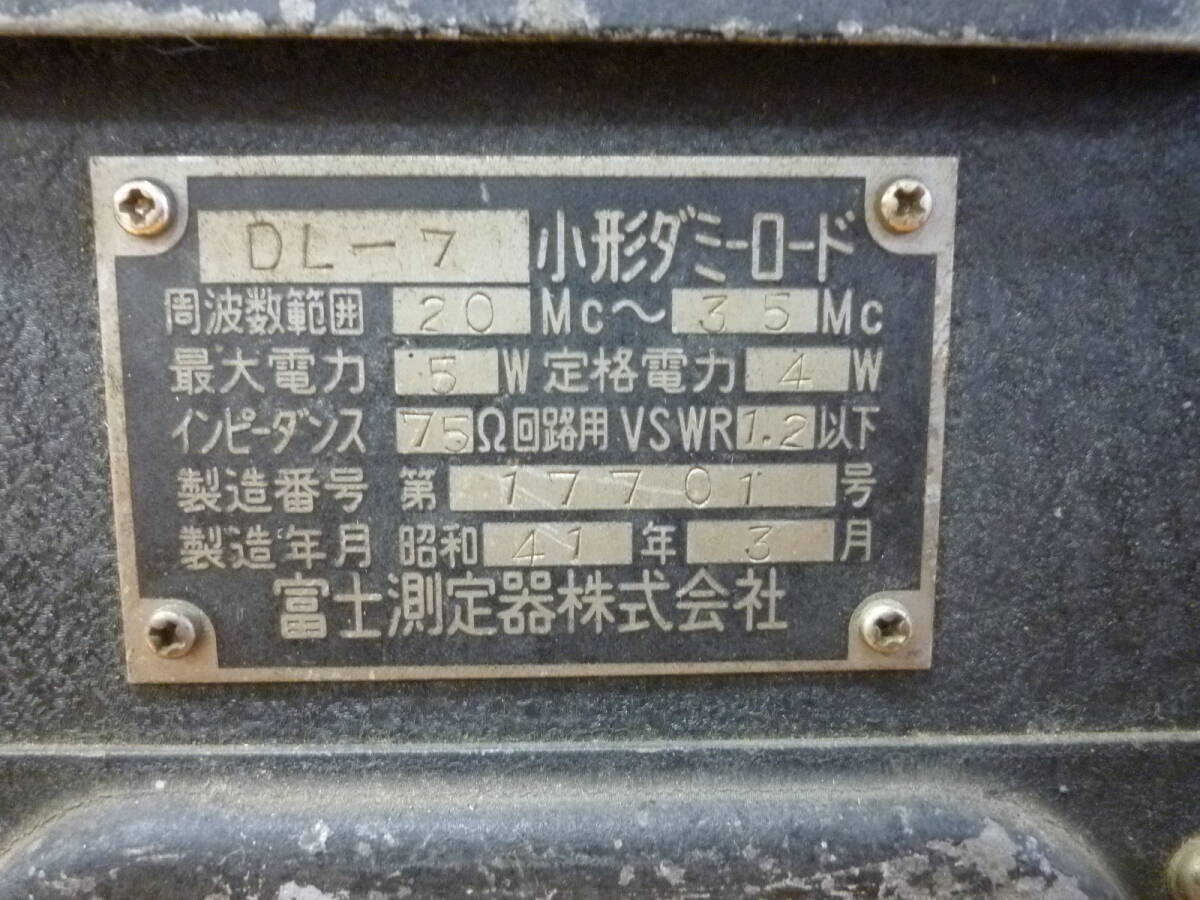 DL-7 小形ダミーロード
周波数範囲 20 Mc～35 Mc
最大電力 5 W 定格電力 4 W
インピーダンス 75 Ω回路用 VSWR 1.2 以下
製造番号 第 17701 号
製造年月 昭和 41 年 3 月
富士測定器株式会社